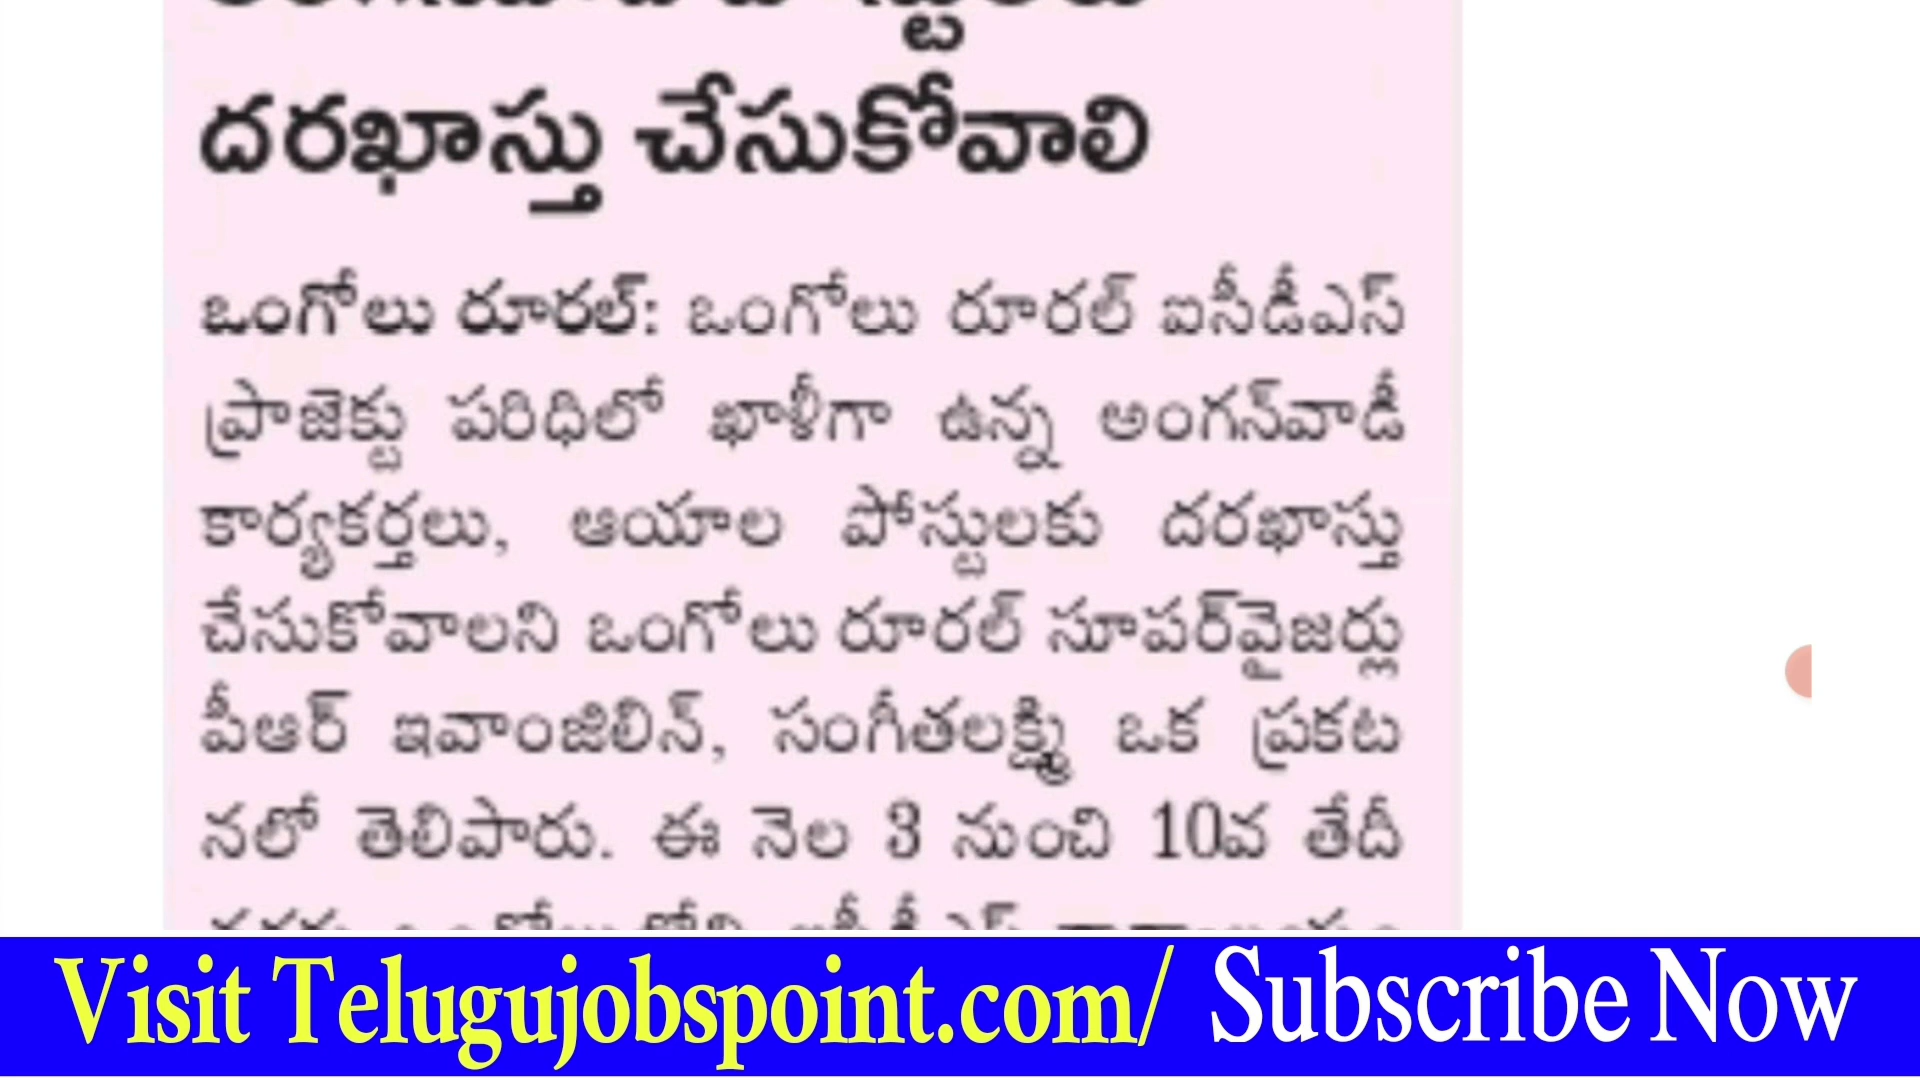 దరఖాస్తు చేసుకోవాలి
ఒంగోలు రూరల్: ఒంగోలు రూరల్ ఐసీడీఎస్
ప్రాజెక్టు పరిధిలో ఖాళీగా ఉన్న అంగన్‌వాడీ
కార్యకర్తలు, ఆయాల పోస్టులకు దరఖాస్తు
చేసుకోవాలని ఒంగోలు రూరల్ సూపర్‌వైజర్లు
పీఆర్ ఇవాంజిలిన్, సంగీతలక్ష్మి ఒక ప్రకట
నలో తెలిపారు. ఈ నెల 3 నుంచి 10వ తేదీ
Visit Telugujobspoint.com/ Subscribe Now